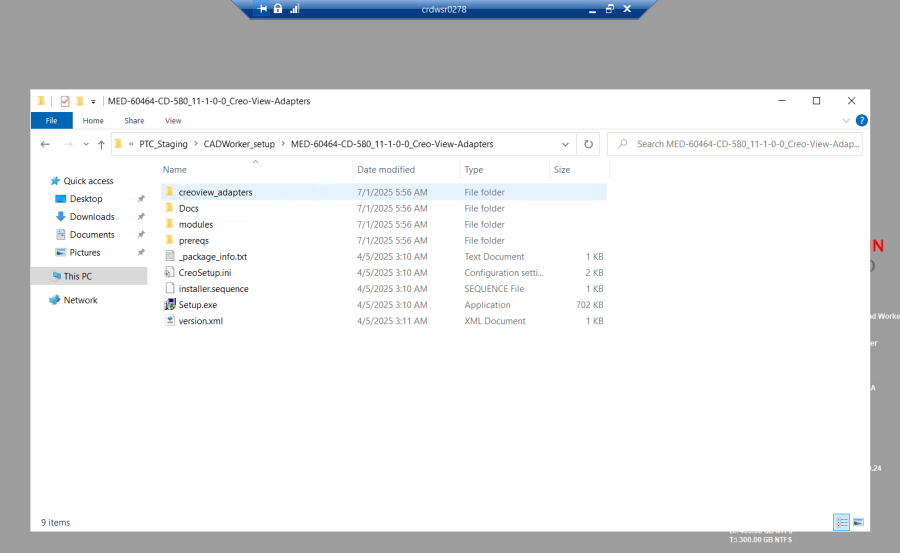 crdwsr0278
MED-60464-CD-580_11-1-0-0_Creo-View-Adapters
File Home Share View
« PTC_Staging > CADWorker_setup > MED-60464-CD-580_11-1-0-0_Creo-View-Adapters
Search MED-60464-CD-580_11-1-0-0_Creo-View-Adap...
Name Date modified Type Size
Quick access
Desktop
Downloads
Documents
Pictures
This PC
Network
creoview_adapters 7/1/2025 5:56 AM File folder
Docs 7/1/2025 5:56 AM File folder
modules 7/1/2025 5:56 AM File folder
prereqs 7/1/2025 5:56 AM File folder
_package_info.txt 4/5/2025 3:10 AM Text Document 1 KB
CreoSetup.ini 4/5/2025 3:10 AM Configuration setti... 2 KB
installer.sequence 4/5/2025 3:10 AM SEQUENCE File 1 KB
Setup.exe 4/5/2025 3:10 AM Application 702 KB
version.xml 4/5/2025 3:11 AM XML Document 1 KB
N
ad Worke
er
A
0.24
9 items
T:\ 300.00 GB NTFS